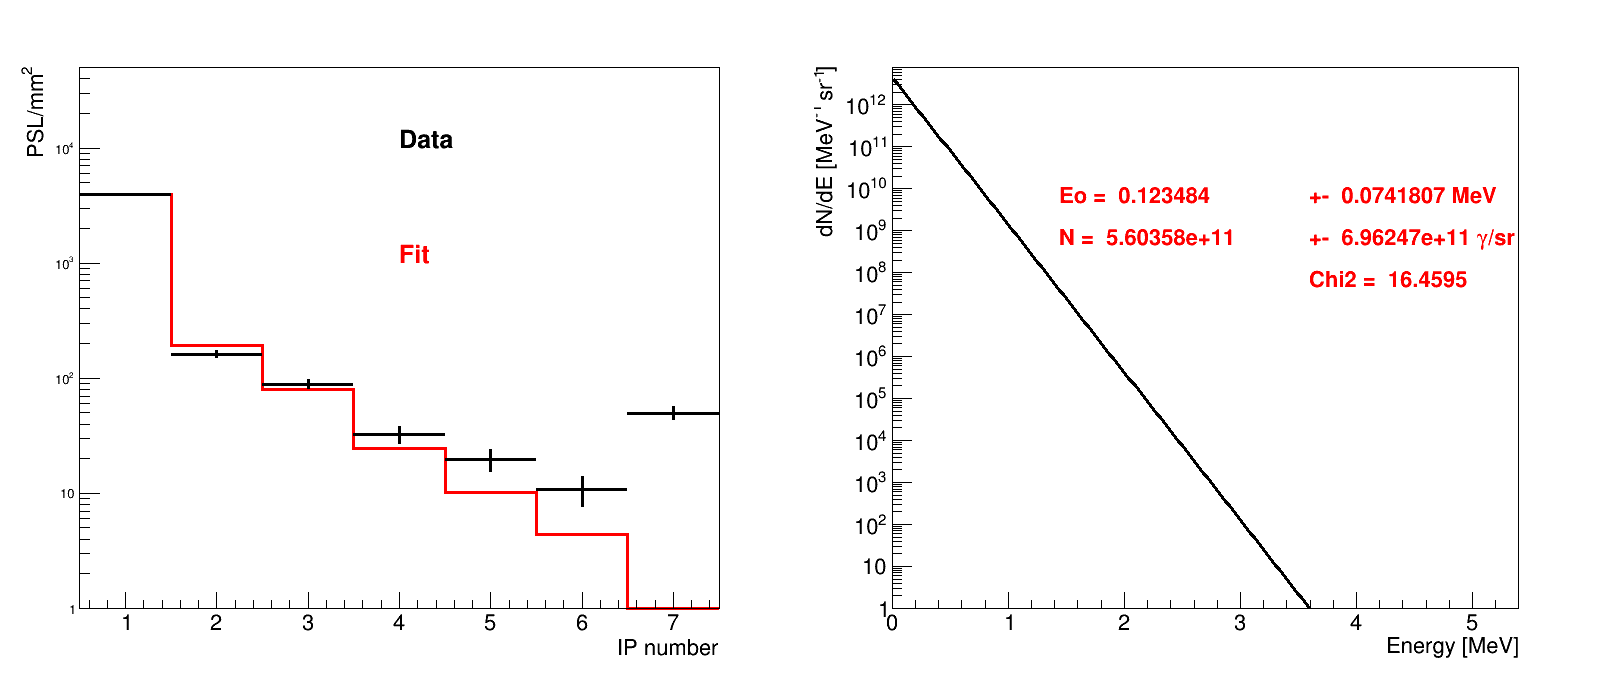 PSL/mm²
10⁴
10³
10²
10
1
Data
Fit
1 2 3 4 5 6 7
IP number
dN/dE [MeV⁻¹ sr⁻¹]
10¹²
10¹¹
10¹⁰
10⁹
10⁸
10⁷
10⁶
10⁵
10⁴
10³
10²
10
1
Eo = 0.123484 +- 0.0741807 MeV
N = 5.60358e+11 +- 6.96247e+11 γ/sr
Chi2 = 16.4595
0 1 2 3 4 5
Energy [MeV]